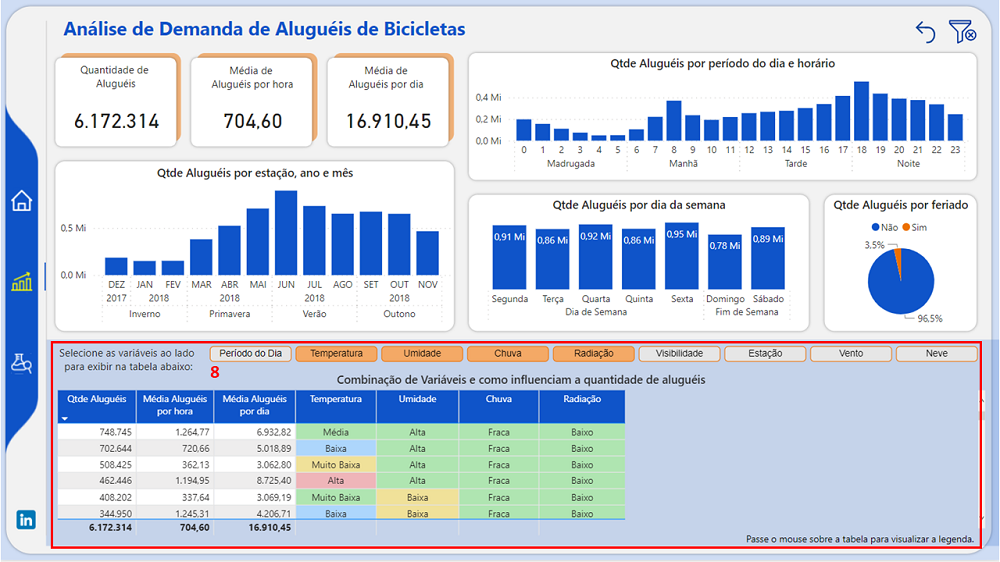 Análise de Demanda de Aluguéis de Bicicletas
Quantidade de
Aluguéis
6.172.314
Média de
Aluguéis por hora
704,60
Média de
Aluguéis por dia
16.910,45
Qtde Aluguéis por período do dia e horário
0,4 Mi
0,2 Mi
0,0 Mi
0 1 2 3 4 5 6 7 8 9 10 11 12 13 14 15 16 17 18 19 20 21 22 23
Madrugada Manhã Tarde Noite
Qtde Aluguéis por estação, ano e mês
0.5 Mi
0.0 Mi
DEZ JAN FEV MAR ABR MAI JUN JUL AGO SET OUT NOV
2017 2018 2018 2018 2018
Inverno Primavera Verão Outono
Qtde Aluguéis por dia da semana
0,91 Mi 0,86 Mi 0,92 Mi 0,86 Mi 0,95 Mi 0,78 Mi 0,89 Mi
Segunda Terça Quarta Quinta Sexta Domingo Sábado
Dia de Semana Fim de Semana
Qtde Aluguéis por feriado
Não Sim
3.5%
96,5%
Selecione as variáveis ao lado
para exibir na tabela abaixo:
Período do Dia Temperatura Umidade Chuva Radiação Visibilidade Estação Vento Neve
8
Combinação de Variáveis e como influenciam a quantidade de aluguéis
Qtde Aluguéis Média Aluguéis por hora Média Aluguéis por dia Temperatura Umidade Chuva Radiação
748.745 1.264,77 6.932,82 Média Alta Fraca Baixo
702.644 720,66 5.018,89 Baixa Alta Fraca Baixo
508.425 362,13 3.062,80 Muito Baixa Alta Fraca Baixo
462.446 1.194,95 8.725,40 Alta Alta Fraca Baixo
408.202 337,64 3.069,19 Muito Baixa Baixa Fraca Baixo
344.950 1.245,31 4.206,71 Baixa Baixa Fraca Baixo
6.172.314 704,60 16.910,45
Passe o mouse sobre a tabela para visualizar a legenda.
in